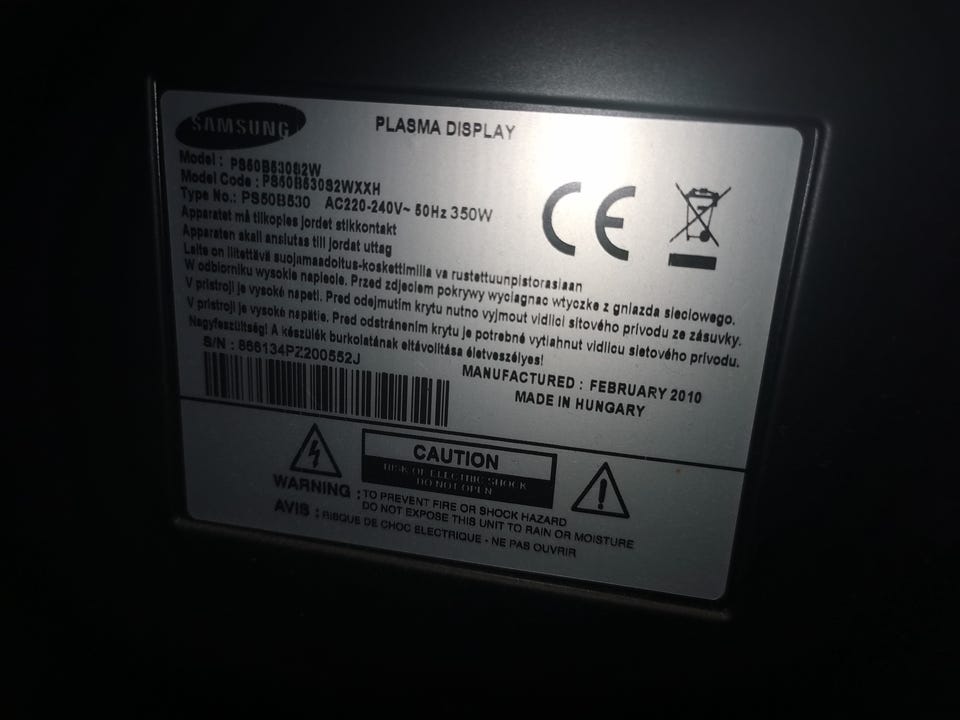 SAMSUNG
PLASMA DISPLAY
Model : PS50B530S2W
Model Code : PS50B530S2WXXH
Type No.: PS50B530 AC220-240V~ 50Hz 350W
Apparatet må tilkoples jordet stikkontakt
Apparaten skall anslutas till jordat uttag
Laite on liitettävä suojamaadoitus-koskettimilla va rustettuunpistorasiaan
W odbiorniku wysokie napiecie. Przed zdjeciem pokrywy wyciagnac wtyczke z gniazda sieciowego.
V pristroji je vysoké napeti. Pred odejmutím krytu nutno vyjmout vidlici sítového prívodu ze zásuvky.
V prístroji je vysoké napätie. Pred odstránením krytu je potrebné vytiahnut vidlicu sietového prívodu.
Nagyfeszültség! A készülék burkolatának eltávolítása életveszélyes!
S/N : 866134PZ200552J
MANUFACTURED : FEBRUARY 2010
MADE IN HUNGARY
CAUTION
RISK OF ELECTRIC SHOCK
DO NOT OPEN
WARNING : TO PREVENT FIRE OR SHOCK HAZARD
DO NOT EXPOSE THIS UNIT TO RAIN OR MOISTURE
AVIS : RISQUE DE CHOC ELECTRIQUE - NE PAS OUVRIR